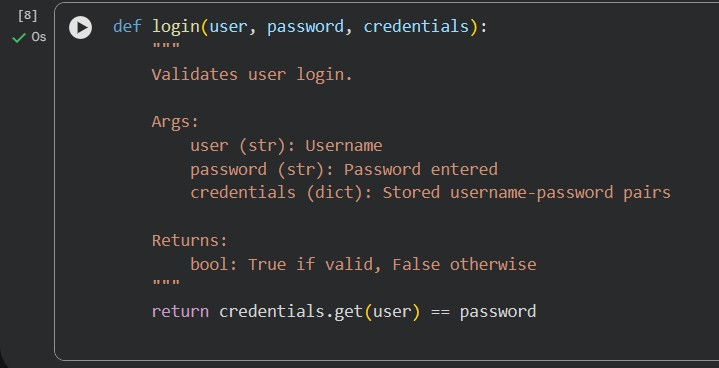 [8]
0s
def login(user, password, credentials):
"""
Validates user login.
Args:
user (str): Username
password (str): Password entered
credentials (dict): Stored username-password pairs
Returns:
bool: True if valid, False otherwise
"""
return credentials.get(user) == password